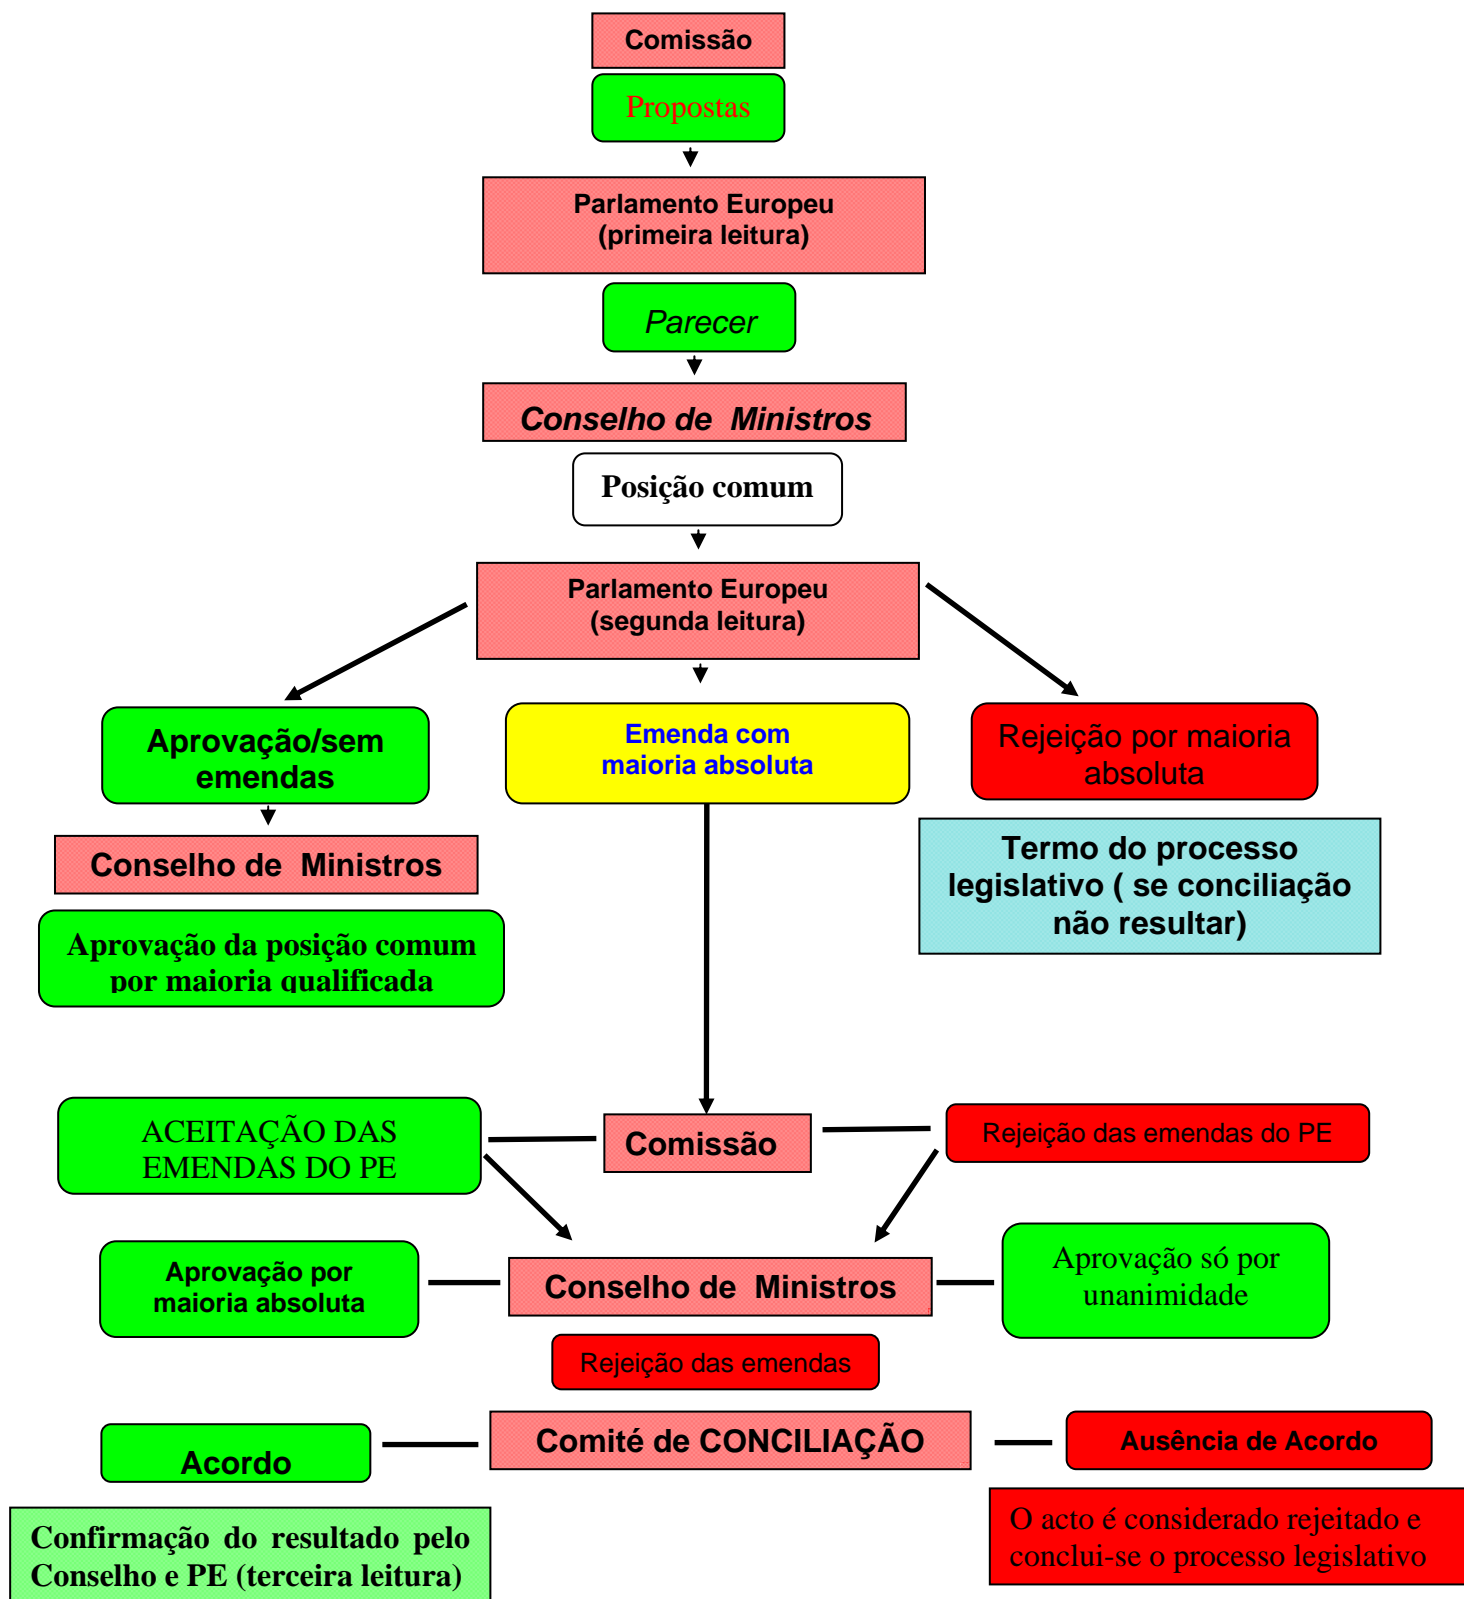 Comissão
Propostas
Parlamento Europeu
(primeira leitura)
Parecer
Conselho de Ministros
Posição comum
Parlamento Europeu
(segunda leitura)
Aprovação/sem
emendas
Emenda com
maioria absoluta
Rejeição por maioria
absoluta
Conselho de Ministros
Termo do processo
legislativo ( se conciliação
não resultar)
Aprovação da posição comum
por maioria qualificada
ACEITAÇÃO DAS
EMENDAS DO PE
Comissão
Rejeição das emendas do PE
Aprovação por
maioria absoluta
Conselho de Ministros
Aprovação só por
unanimidade
Rejeição das emendas
Acordo
Comité de CONCILIAÇÃO
Ausência de Acordo
Confirmação do resultado pelo
Conselho e PE (terceira leitura)
O acto é considerado rejeitado e
conclui-se o processo legislativo